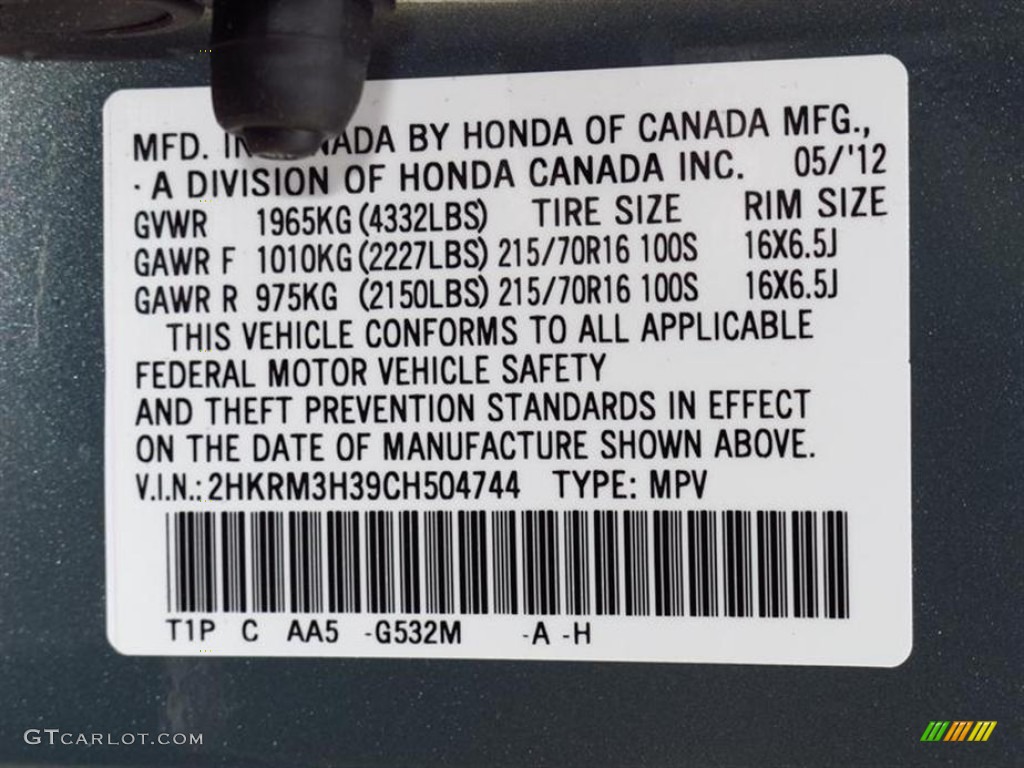 MFD. IN CANADA BY HONDA OF CANADA MFG.,
·A DIVISION OF HONDA CANADA INC. 05/'12
GVWR 1965KG (4332LBS) TIRE SIZE RIM SIZE
GAWR F 1010KG (2227LBS) 215/70R16 100S 16X6.5J
GAWR R 975KG (2150LBS) 215/70R16 100S 16X6.5J
THIS VEHICLE CONFORMS TO ALL APPLICABLE
FEDERAL MOTOR VEHICLE SAFETY
AND THEFT PREVENTION STANDARDS IN EFFECT
ON THE DATE OF MANUFACTURE SHOWN ABOVE.
V.I.N.: 2HKRM3H39CH504744 TYPE: MPV
T1P C AA5 -G532M -A -H
GTCARLOT.COM